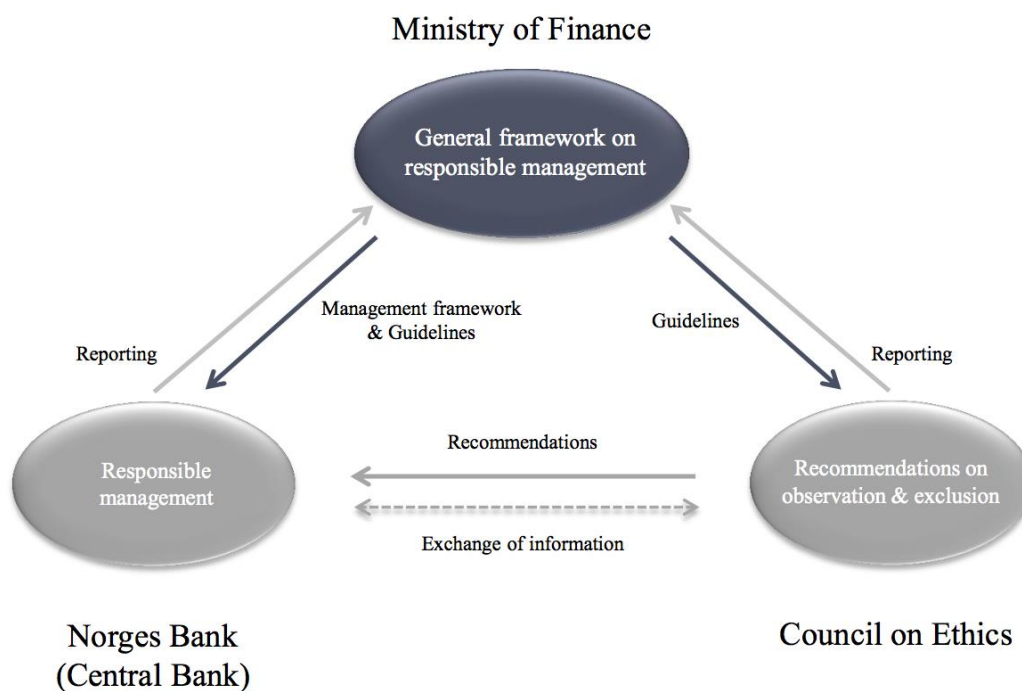 Ministry of Finance
General framework on
responsible management
Management framework
& Guidelines
Guidelines
Reporting
Reporting
Recommendations
Responsible
management
Recommendations on
observation & exclusion
Exchange of information
Norges Bank
(Central Bank)
Council on Ethics